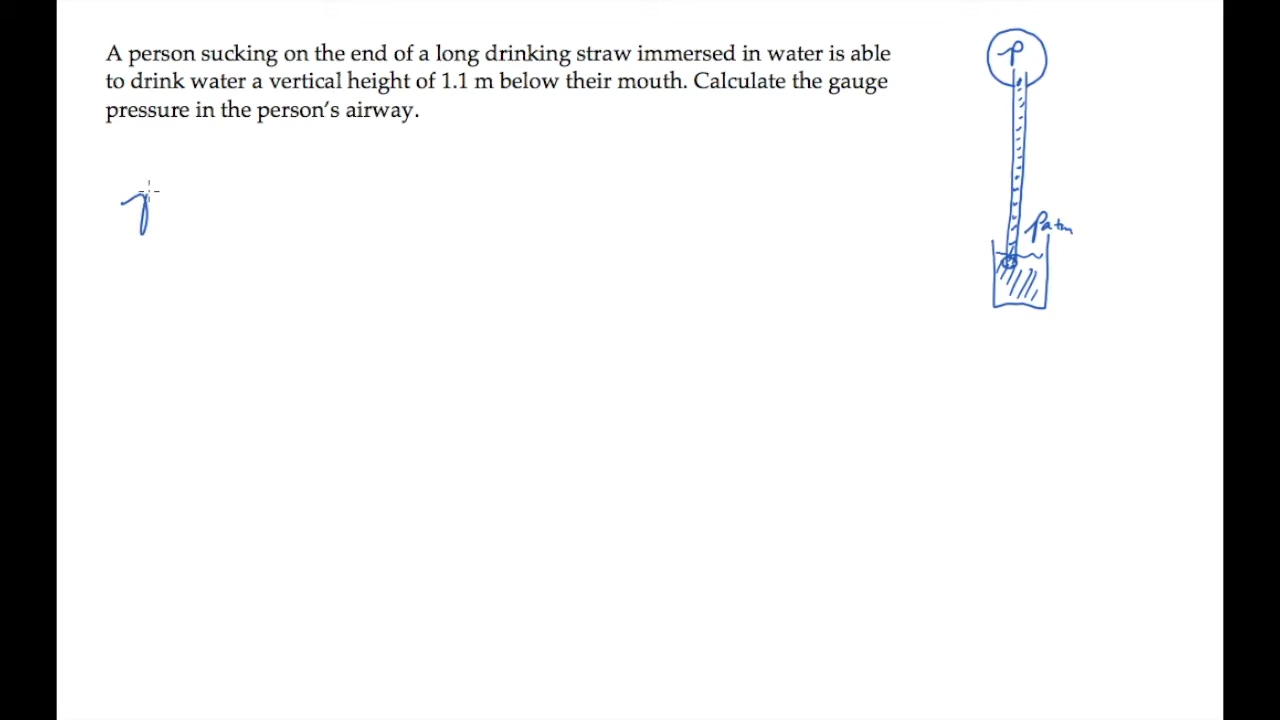 A person sucking on the end of a long drinking straw immersed in water is able
to drink water a vertical height of 1.1 m below their mouth. Calculate the gauge
pressure in the person's airway.
p
Patm